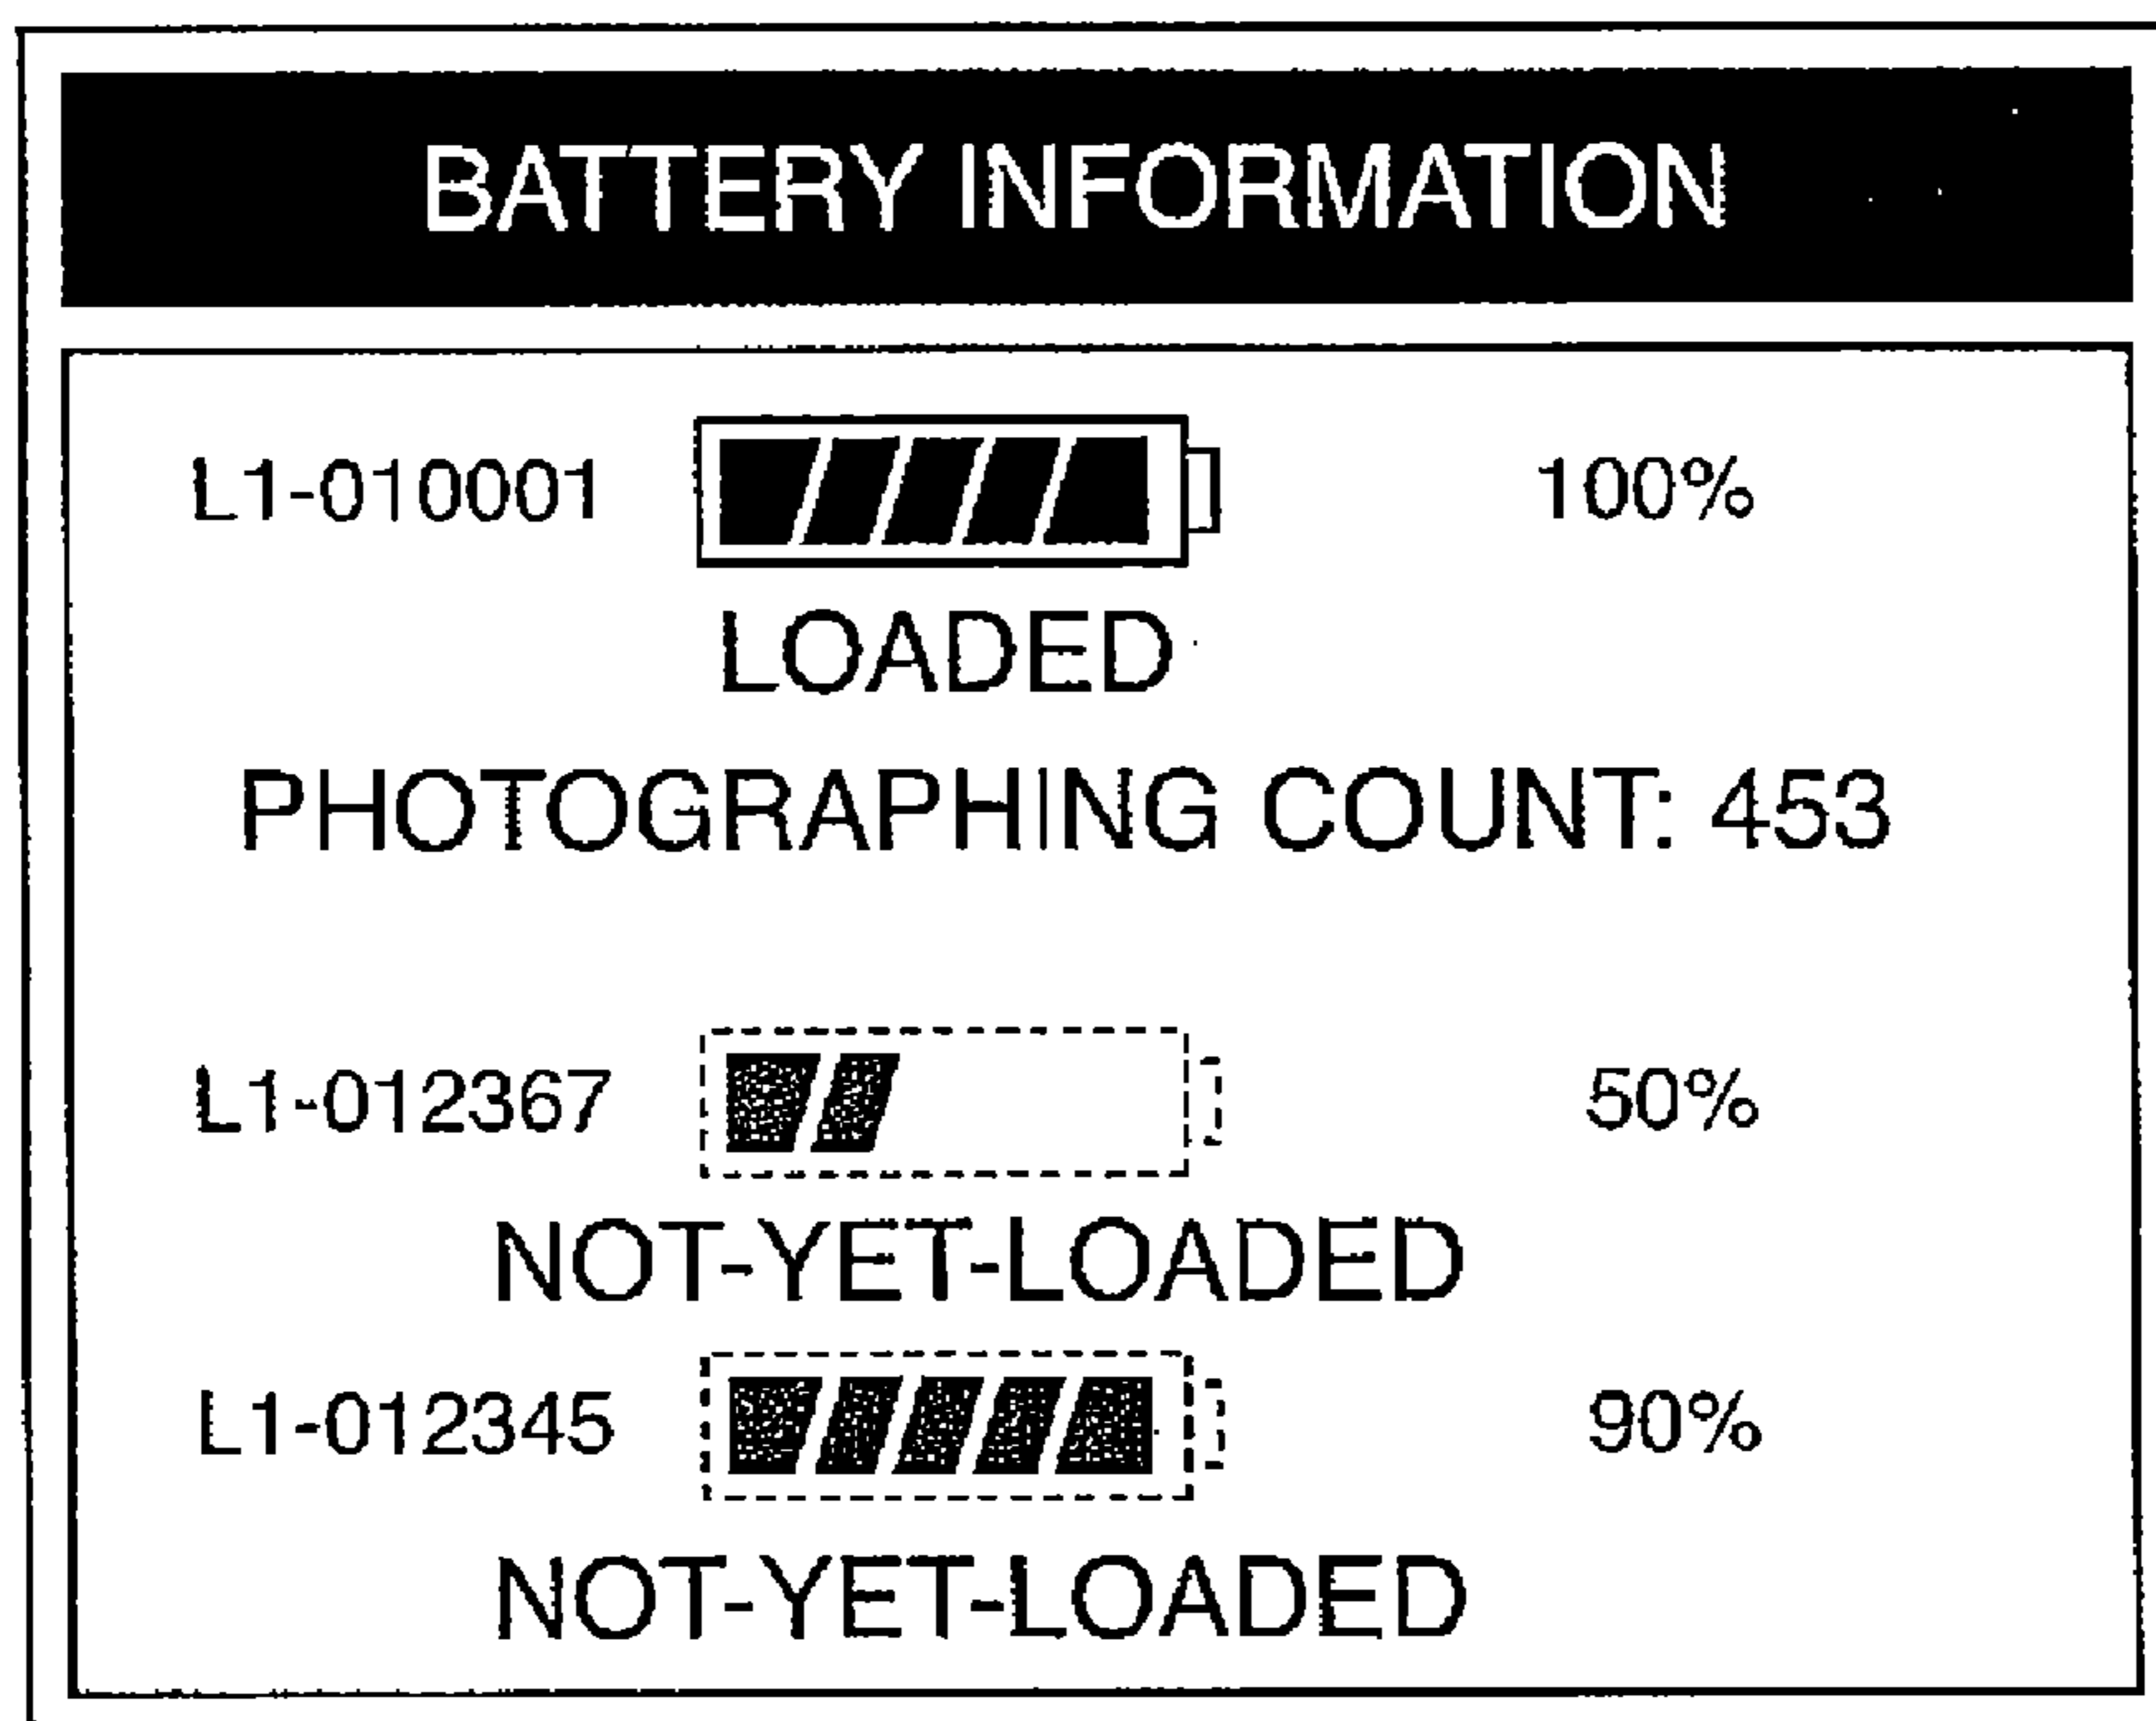 BATTERY INFORMATION
L1-010001 100%
LOADED
PHOTOGRAPHING COUNT: 453
L1-012367 50%
NOT-YET-LOADED
L1-012345 90%
NOT-YET-LOADED